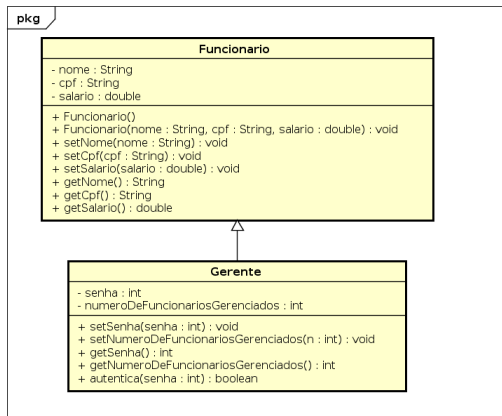 pkg
Funcionario
- nome : String
- cpf : String
- salario : double
+ Funcionario()
+ Funcionario(nome : String, cpf : String, salario : double) : void
+ setNome(nome : String) : void
+ setCpf(cpf : String) : void
+ setSalario(salario : double) : void
+ getNome() : String
+ getCpf() : String
+ getSalario() : double
Gerente
- senha : int
- numeroDeFuncionariosGerenciados : int
+ setSenha(senha : int) : void
+ setNumeroDeFuncionariosGerenciados(n : int) : void
+ getSenha() : int
+ getNumeroDeFuncionariosGerenciados() : int
+ autentica(senha : int) : boolean